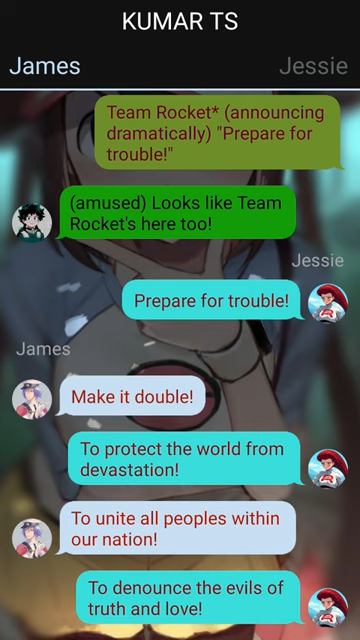 KUMAR TS
James
Jessie
Team Rocket* (announcing
dramatically) "Prepare for
trouble!"
(amused) Looks like Team
Rocket's here too!
Jessie
Prepare for trouble!
James
Make it double!
To protect the world from
devastation!
To unite all peoples within
our nation!
To denounce the evils of
truth and love!